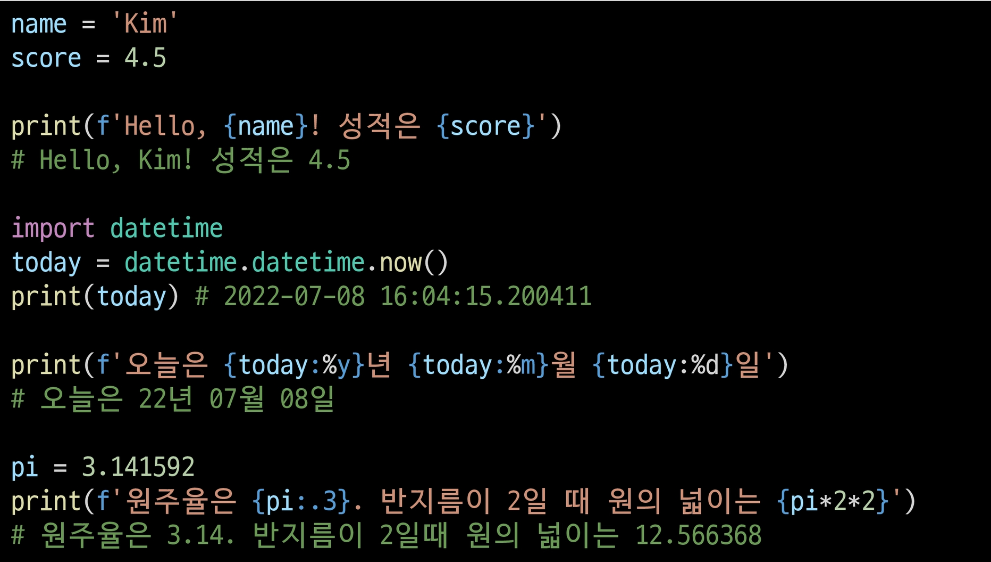 name = 'Kim'
score = 4.5
print(f'Hello, {name}! 성적은 {score}')
# Hello, Kim! 성적은 4.5
import datetime
today = datetime.datetime.now()
print(today) # 2022-07-08 16:04:15.200411
print(f'오늘은 {today:%y}년 {today:%m}월 {today:%d}일')
# 오늘은 22년 07월 08일
pi = 3.141592
print(f'원주율은 {pi:.3}. 반지름이 2일 때 원의 넓이는 {pi*2*2}')
# 원주율은 3.14. 반지름이 2일때 원의 넓이는 12.566368